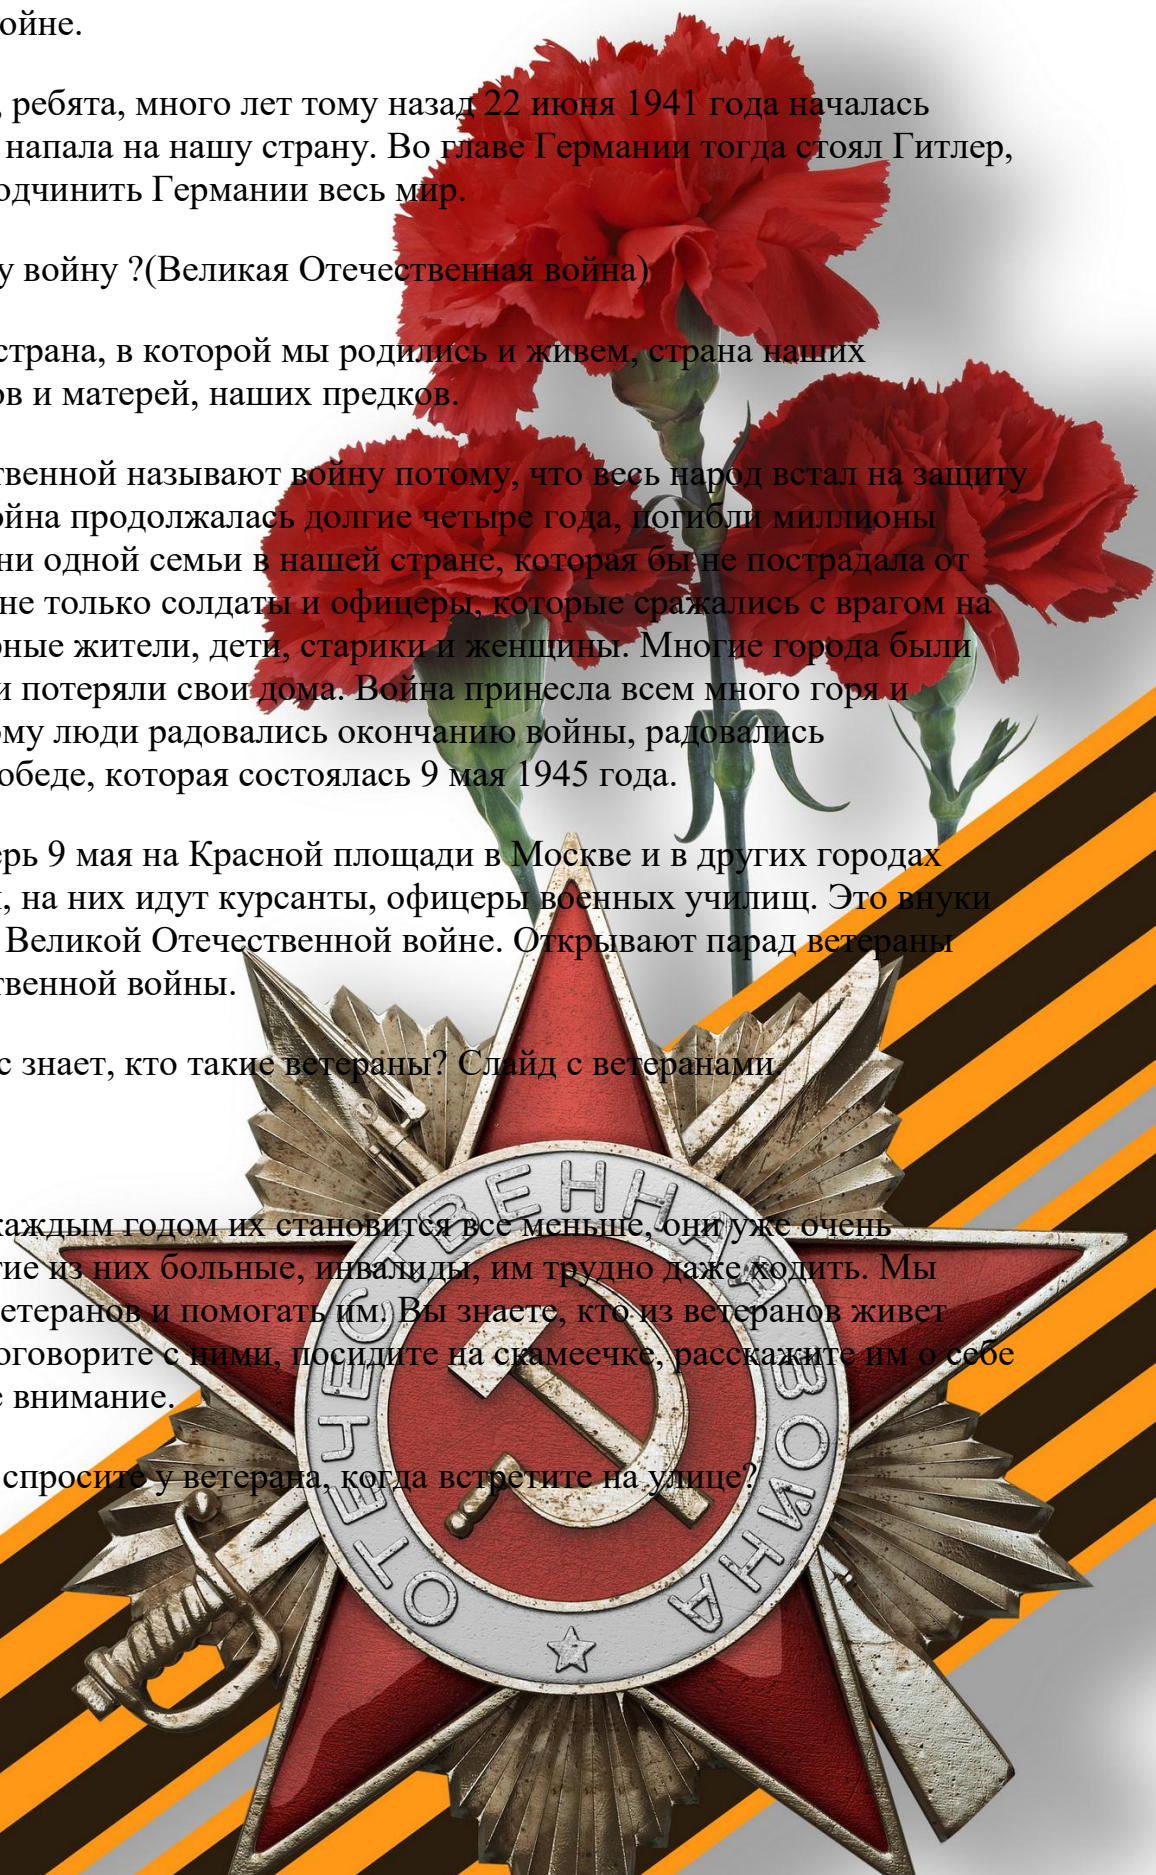 ойне.
, ребята, много лет тому назад 22 июня 1941 года началась
напала на нашу страну. Во главе Германии тогда стоял Гитлер,
одчинить Германии весь мир.
у войну ?(Великая Отечественная война)
страна, в которой мы родились и живем, страна наших
ов и матерей, наших предков.
твенной называют войну потому, что весь народ встал на защиту
ойна продолжалась долгие четыре года, погибли миллионы
ни одной семьи в нашей стране, которая бы не пострадала от
не только солдаты и офицеры, которые сражались с врагом на
рные жители, дети, старики и женщины. Многие города были
и потеряли свои дома. Война принесла всем много горя и
ому люди радовались окончанию войны, радовались
обеде, которая состоялась 9 мая 1945 года.
ерь 9 мая на Красной площади в Москве и в других городах
, на них идут курсанты, офицеры военных училищ. Это внуки
Великой Отечественной войне. Открывают парад ветераны
твенной войны.
с знает, кто такие ветераны? Слайд с ветеранами.
каждым годом их становится все меньше, они уже очень
гие из них больные, инвалиды, им трудно даже ходить. Мы
етеранов и помогать им. Вы знаете, кто из ветеранов живет
оговорите с ними, посидите на скамеечке, расскажите им о себе
е внимание.
спросите у ветерана, когда встретите на улице?
ОТЕЧЕСТВЕННАЯ ВОЙНА